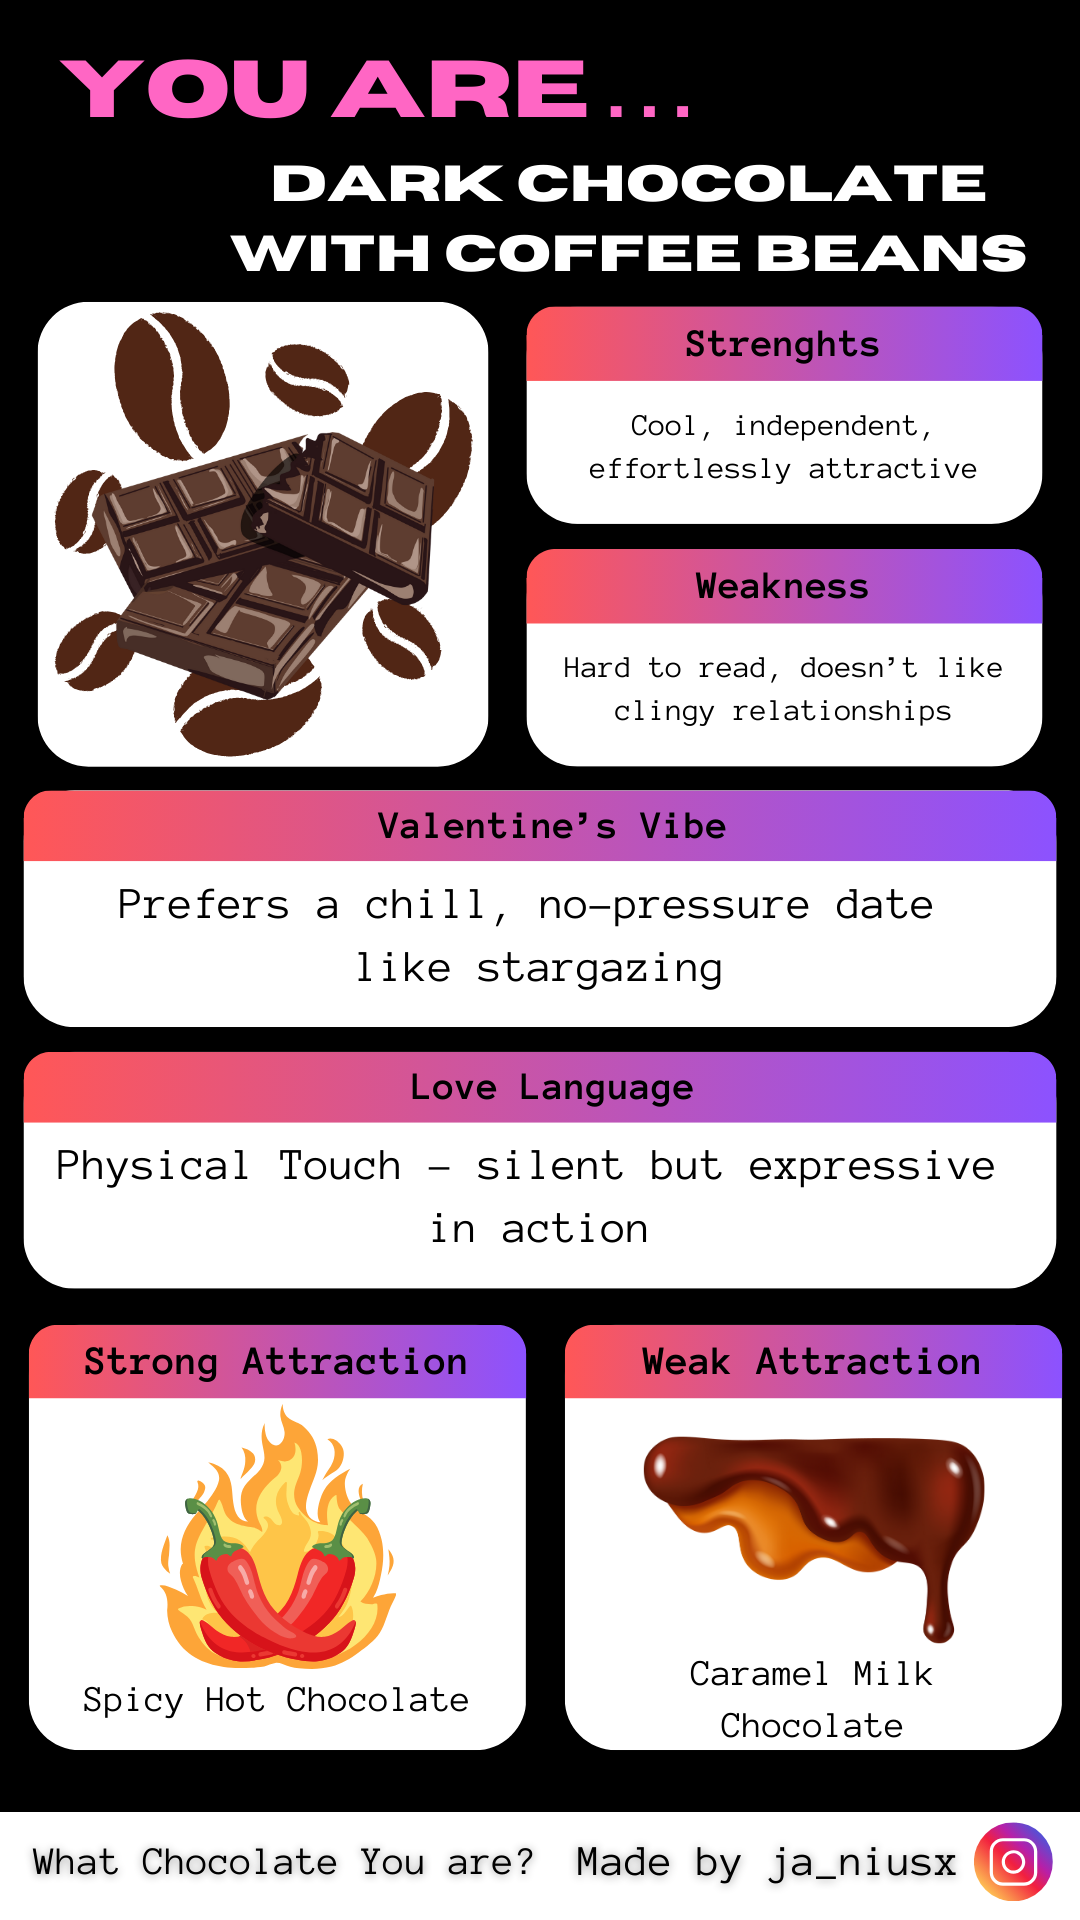 YOU ARE...
DARK CHOCOLATE
WITH COFFEE BEANS
Strenghts
Cool, independent,
effortlessly attractive
Weakness
Hard to read, doesn’t like
clingy relationships
Valentine’s Vibe
Prefers a chill, no-pressure date
like stargazing
Love Language
Physical Touch – silent but expressive
in action
Strong Attraction
Spicy Hot Chocolate
Weak Attraction
Caramel Milk
Chocolate
What Chocolate You are?
Made by ja_niusx